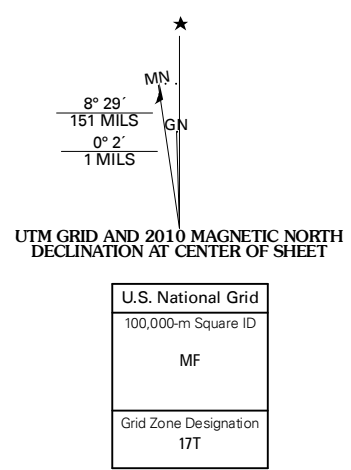 ★
MN
8° 29´
151 MILS
GN
0° 2´
1 MILS
UTM GRID AND 2010 MAGNETIC NORTH
DECLINATION AT CENTER OF SHEET
U.S. National Grid
100,000-m Square ID
MF
Grid Zone Designation
17T